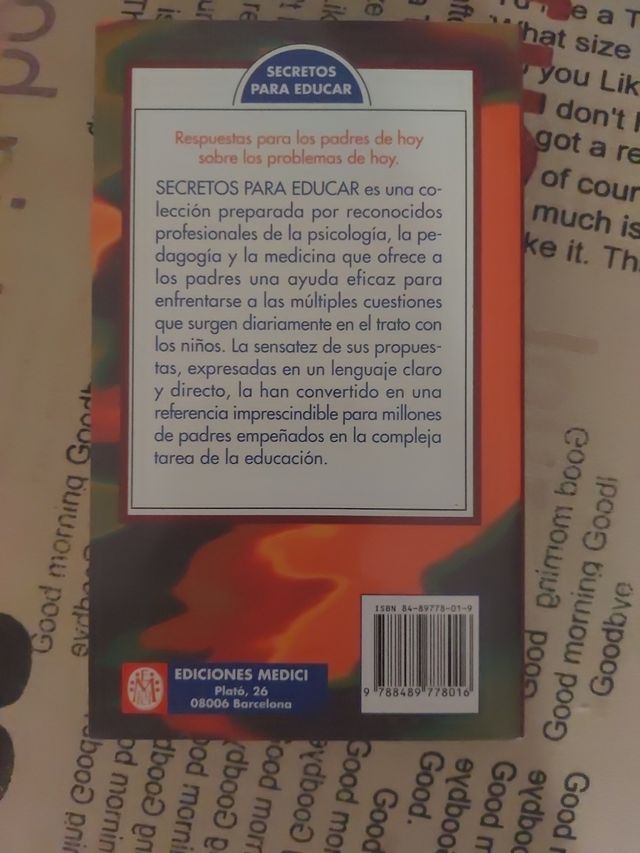 SECRETOS
PARA EDUCAR
Respuestas para los padres de hoy
sobre los problemas de hoy.
SECRETOS PARA EDUCAR es una co-
lección preparada por reconocidos
profesionales de la psicología, la pe-
dagogía y la medicina que ofrece a
los padres una ayuda eficaz para
enfrentarse a las múltiples cuestiones
que surgen diariamente en el trato con
los niños. La sensatez de sus propues-
tas, expresadas en un lenguaje claro
y directo, la han convertido en una
referencia imprescindible para millones
de padres empeñados en la compleja
tarea de la educación.
ISBN 84-89778-01-9
9 788489 778016
EDICIONES MEDICI
Plató, 26
08006 Barcelona
What size
you Lik
I don't
got a re
of cour
much is
ke it. Th
Good morning Good
Good morning Good!
Goodbye
Good morning
Good
Good morning Goodbye
Good.
Goodbye